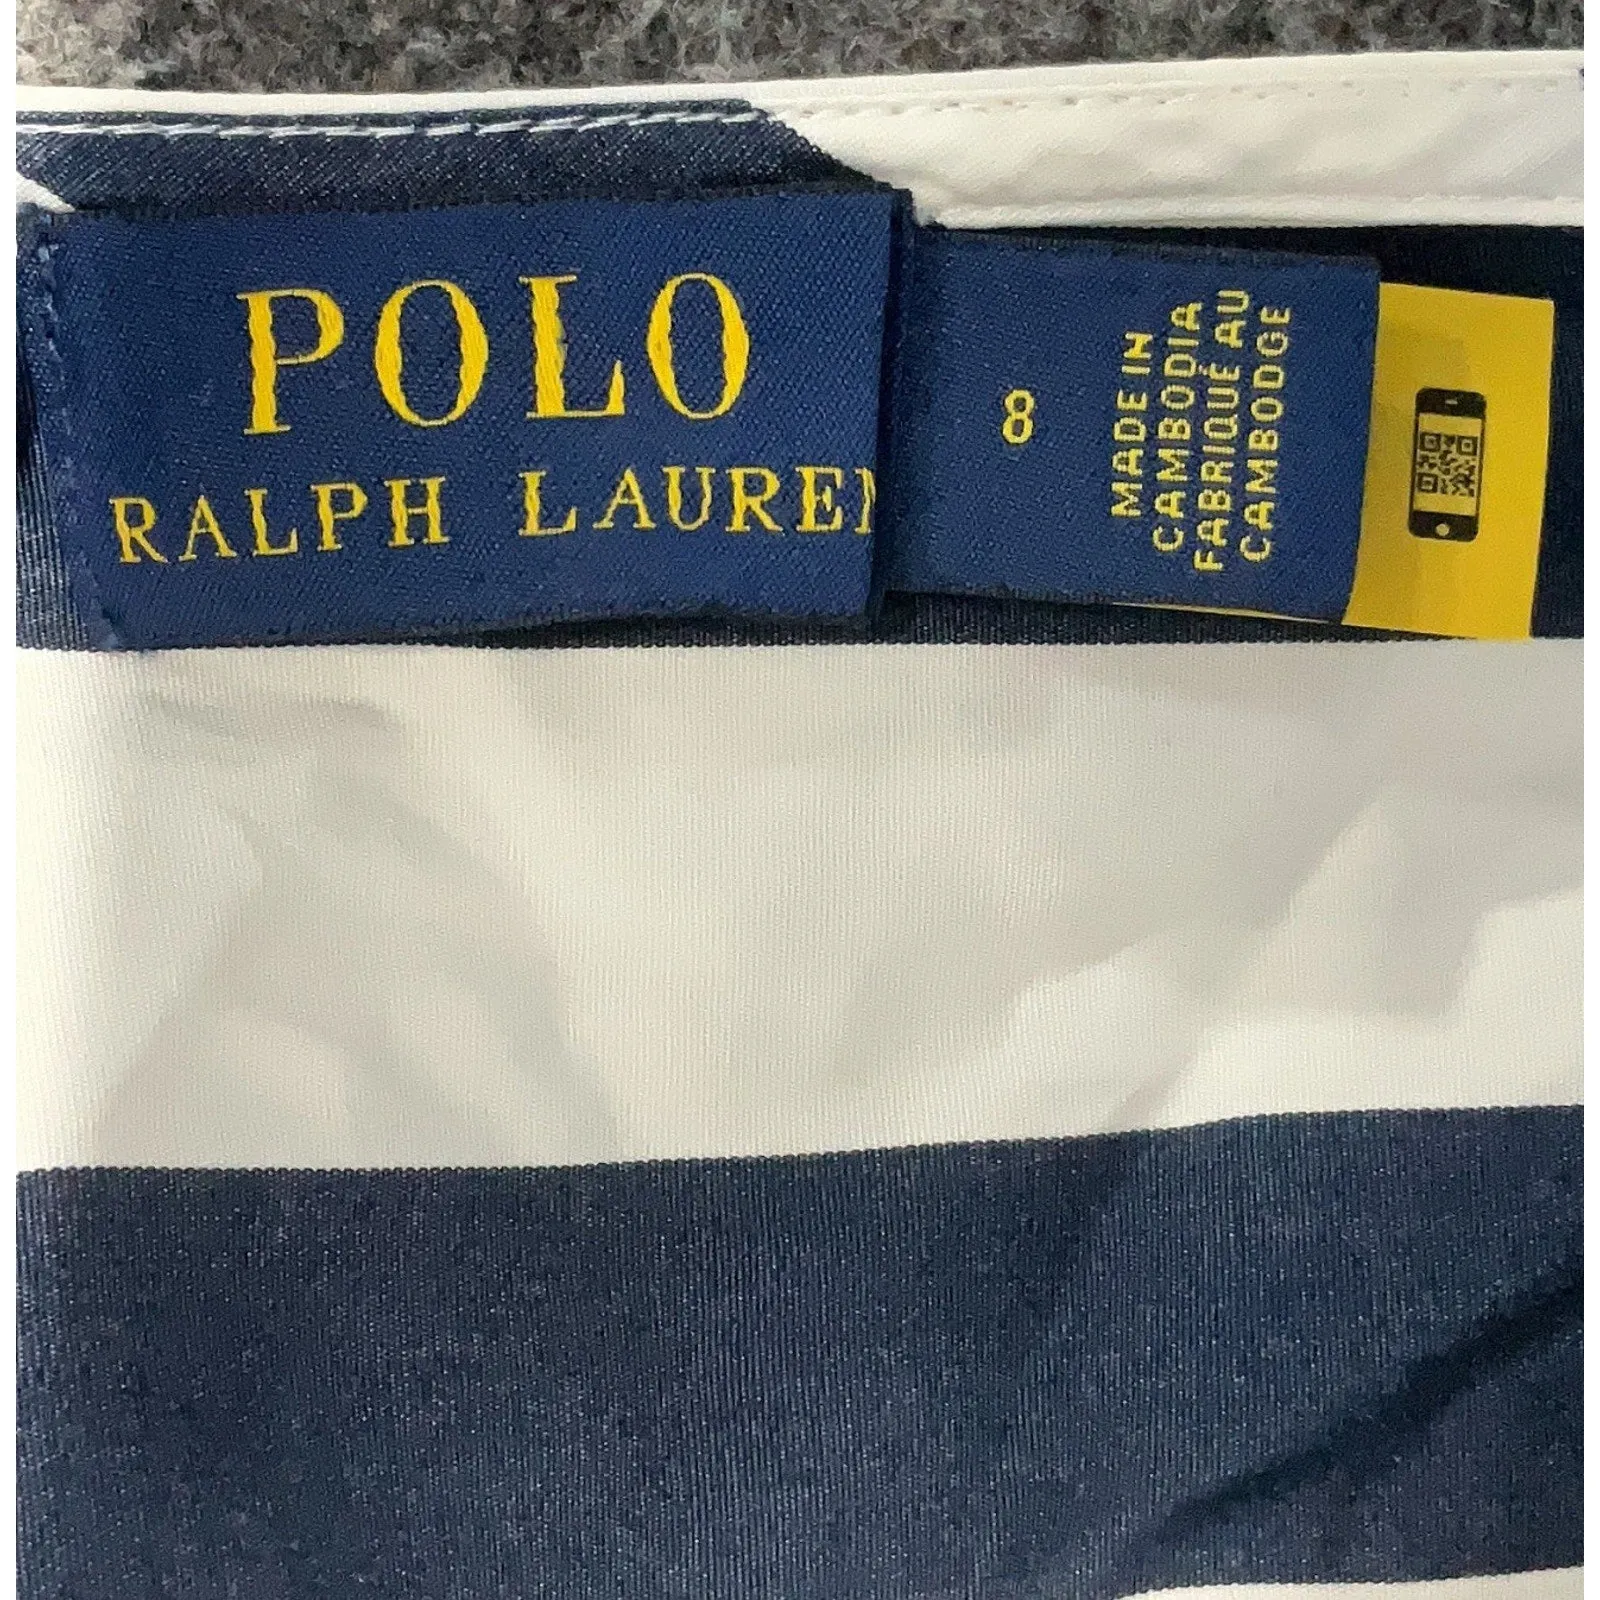 POLO
RALPH LAUREN
8
MADE IN
CAMBODIA
FABRIQUÉ AU
CAMBODGE